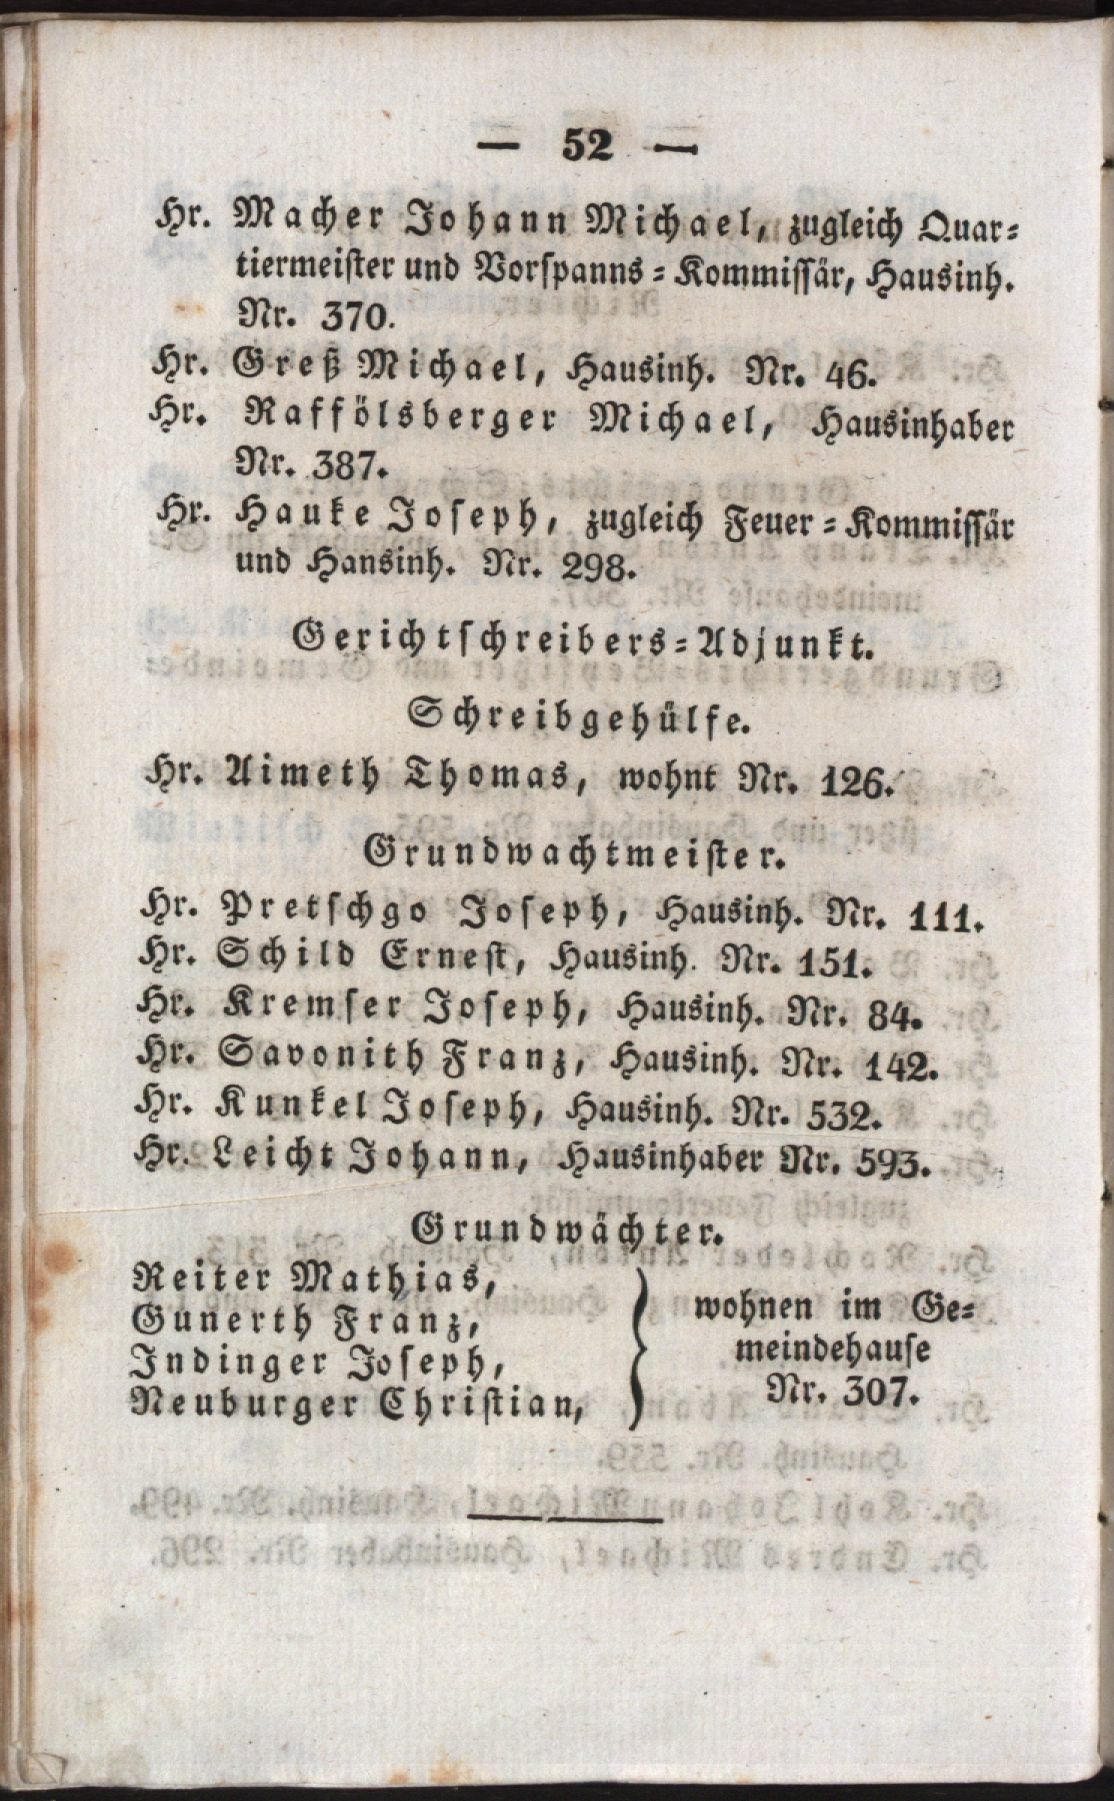 — 52 —
Hr. Macher Johann Michael, zugleich Quar-
tiermeister und Vorspanns-Kommissär, Hausinh.
Nr. 370.
Hr. Greß Michael, Hausinh. Nr. 46.
Hr. Raffölsberger Michael, Hausinhaber
Nr. 387.
Hr. Hauke Joseph, zugleich Feuer-Kommissär
und Hansinh. Nr. 298.
Gerichtschreibers-Adjunkt.
Schreibgehülfe.
Hr. Aimeth Thomas, wohnt Nr. 126.
Grundwachtmeister.
Hr. Pretschgo Joseph, Hausinh. Nr. 111.
Hr. Schild Ernest, Hausinh. Nr. 151.
Hr. Kremser Joseph, Hausinh. Nr. 84.
Hr. Savonith Franz, Hausinh. Nr. 142.
Hr. Kunkel Joseph, Hausinh. Nr. 532.
Hr. Leicht Johann, Hausinhaber Nr. 593.
Grundwächter.
Reiter Mathias,
Gunerth Franz,
Indinger Joseph,
Neuburger Christian,
wohnen im Ge-
meindehause
Nr. 307.